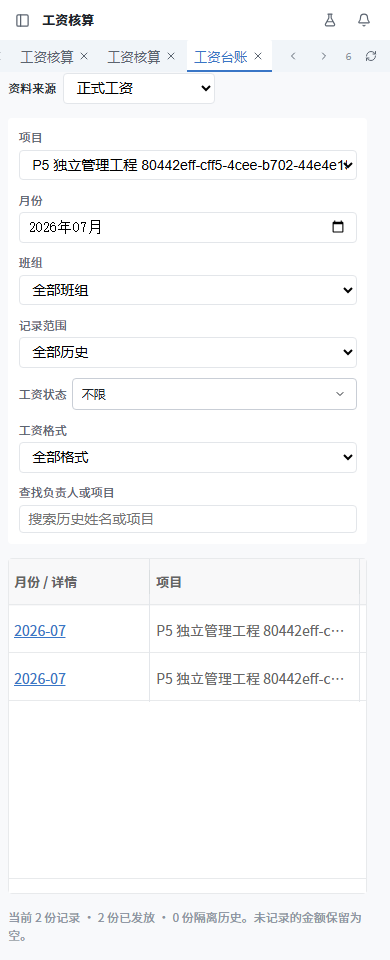 工资核算
工资核算 工资核算 工资台账 6
资料来源 正式工资
项目
P5 独立管理工程 80442eff-cff5-4cee-b702-44e4e1
月份
2026年07月
班组
全部班组
记录范围
全部历史
工资状态 不限
工资格式
全部格式
查找负责人或项目
搜索历史姓名或项目
月份 / 详情 项目
2026-07 P5 独立管理工程 80442eff-c…
2026-07 P5 独立管理工程 80442eff-c…
当前 2 份记录 · 2 份已发放 · 0 份隔离历史。未记录的金额保留为
空。